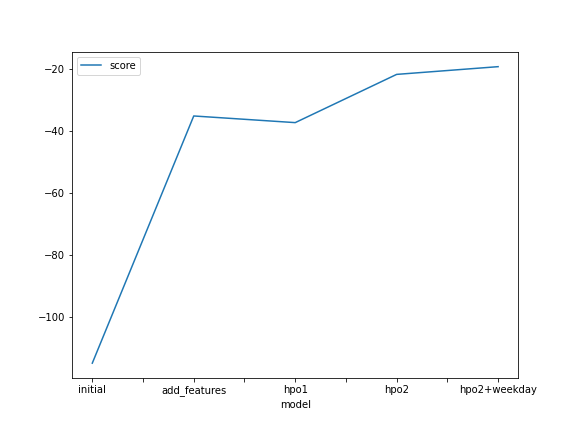 score
−20
−40
−60
−80
−100
initial
add_features
hpo1
hpo2
hpo2+weekday
model